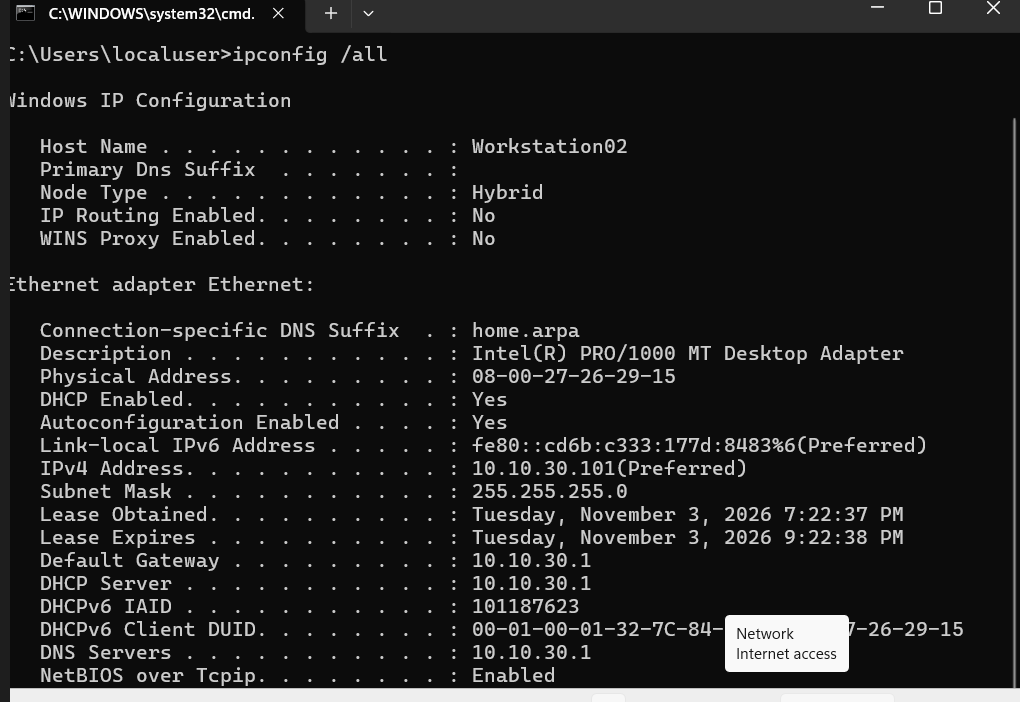 C:\WINDOWS\system32\cmd.
C:\Users\localuser>ipconfig /all
Windows IP Configuration
Host Name . . . . . . . . . . . . : Workstation02
Primary Dns Suffix  . . . . . . . :
Node Type . . . . . . . . . . . . : Hybrid
IP Routing Enabled. . . . . . . . : No
WINS Proxy Enabled. . . . . . . . : No
Ethernet adapter Ethernet:
Connection-specific DNS Suffix  . : home.arpa
Description . . . . . . . . . . . : Intel(R) PRO/1000 MT Desktop Adapter
Physical Address. . . . . . . . . : 08-00-27-26-29-15
DHCP Enabled. . . . . . . . . . . : Yes
Autoconfiguration Enabled . . . . : Yes
Link-local IPv6 Address . . . . . : fe80::cd6b:c333:177d:8483%6(Preferred)
IPv4 Address. . . . . . . . . . . : 10.10.30.101(Preferred)
Subnet Mask . . . . . . . . . . . : 255.255.255.0
Lease Obtained. . . . . . . . . . : Tuesday, November 3, 2026 7:22:37 PM
Lease Expires . . . . . . . . . . : Tuesday, November 3, 2026 9:22:38 PM
Default Gateway . . . . . . . . . : 10.10.30.1
DHCP Server . . . . . . . . . . . : 10.10.30.1
DHCPv6 IAID . . . . . . . . . . . : 101187623
DHCPv6 Client DUID. . . . . . . . : 00-01-00-01-32-7C-84- 7-26-29-15
DNS Servers . . . . . . . . . . . : 10.10.30.1
NetBIOS over Tcpip. . . . . . . . : Enabled
Network
Internet access